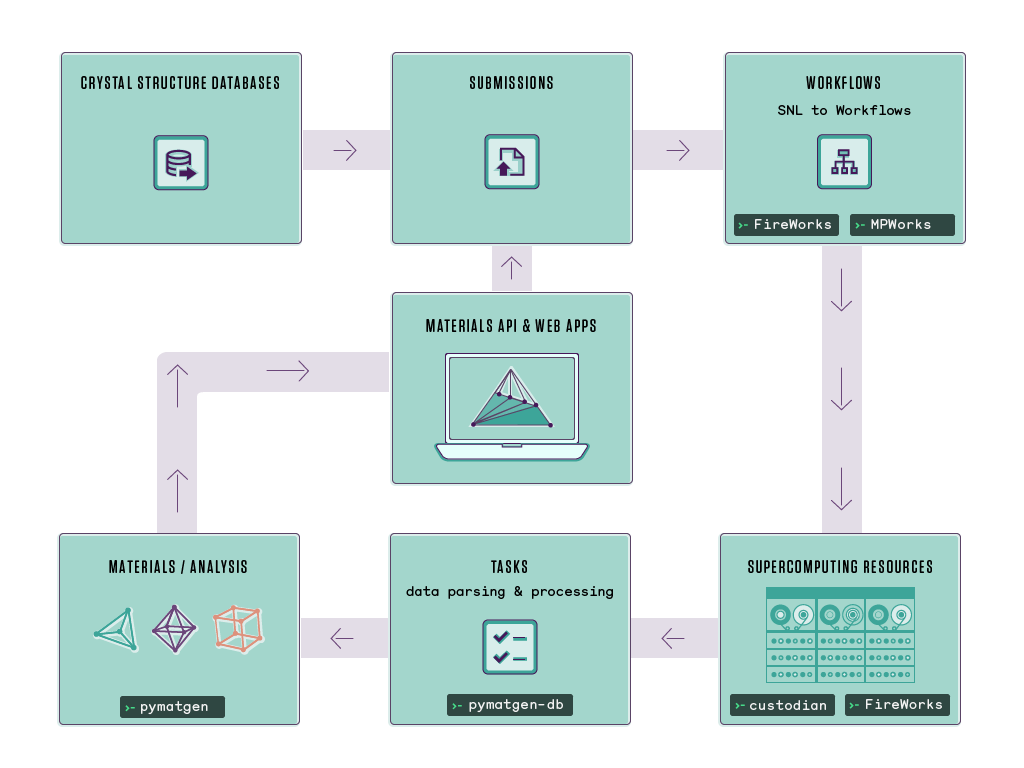 CRYSTAL STRUCTURE DATABASES
SUBMISSIONS
WORKFLOWS
SNL to Workflows
›- FireWorks
›- MPWorks
MATERIALS API & WEB APPS
MATERIALS / ANALYSIS
›- pymatgen
TASKS
data parsing & processing
›- pymatgen-db
SUPERCOMPUTING RESOURCES
›- custodian
›- FireWorks